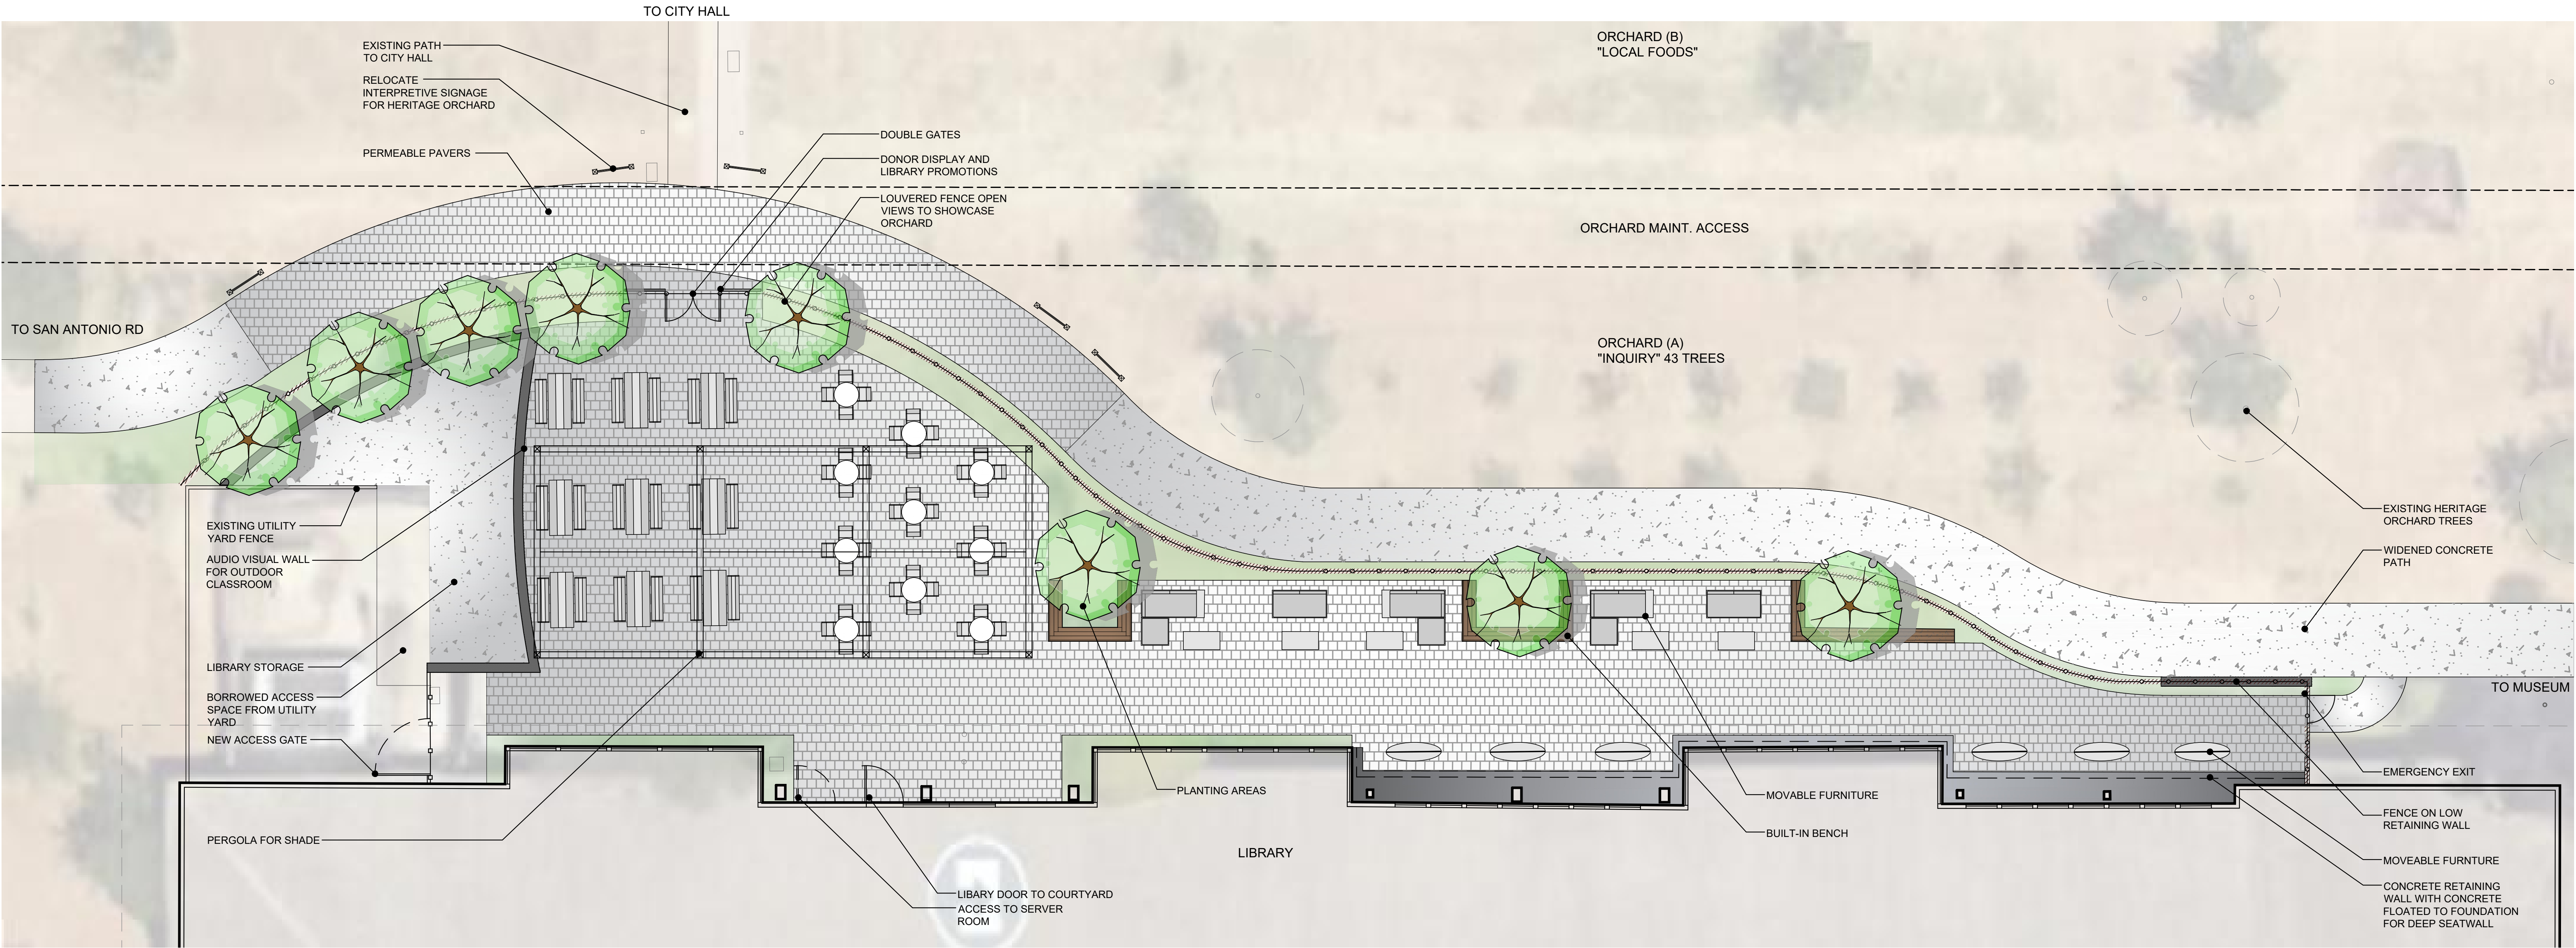 TO CITY HALL
EXISTING PATH
TO CITY HALL
RELOCATE
INTERPRETIVE SIGNAGE
FOR HERITAGE ORCHARD
PERMEABLE PAVERS
DOUBLE GATES
DONOR DISPLAY AND
LIBRARY PROMOTIONS
LOUVERED FENCE OPEN
VIEWS TO SHOWCASE
ORCHARD
ORCHARD (B)
"LOCAL FOODS"
ORCHARD MAINT. ACCESS
ORCHARD (A)
"INQUIRY" 43 TREES
TO SAN ANTONIO RD
EXISTING UTILITY
YARD FENCE
AUDIO VISUAL WALL
FOR OUTDOOR
CLASSROOM
LIBRARY STORAGE
BORROWED ACCESS
SPACE FROM UTILITY
YARD
NEW ACCESS GATE
PERGOLA FOR SHADE
LIBARY DOOR TO COURTYARD
ACCESS TO SERVER
ROOM
PLANTING AREAS
LIBRARY
MOVABLE FURNITURE
BUILT-IN BENCH
EXISTING HERITAGE
ORCHARD TREES
WIDENED CONCRETE
PATH
TO MUSEUM
EMERGENCY EXIT
FENCE ON LOW
RETAINING WALL
MOVEABLE FURNTURE
CONCRETE RETAINING
WALL WITH CONCRETE
FLOATED TO FOUNDATION
FOR DEEP SEATWALL